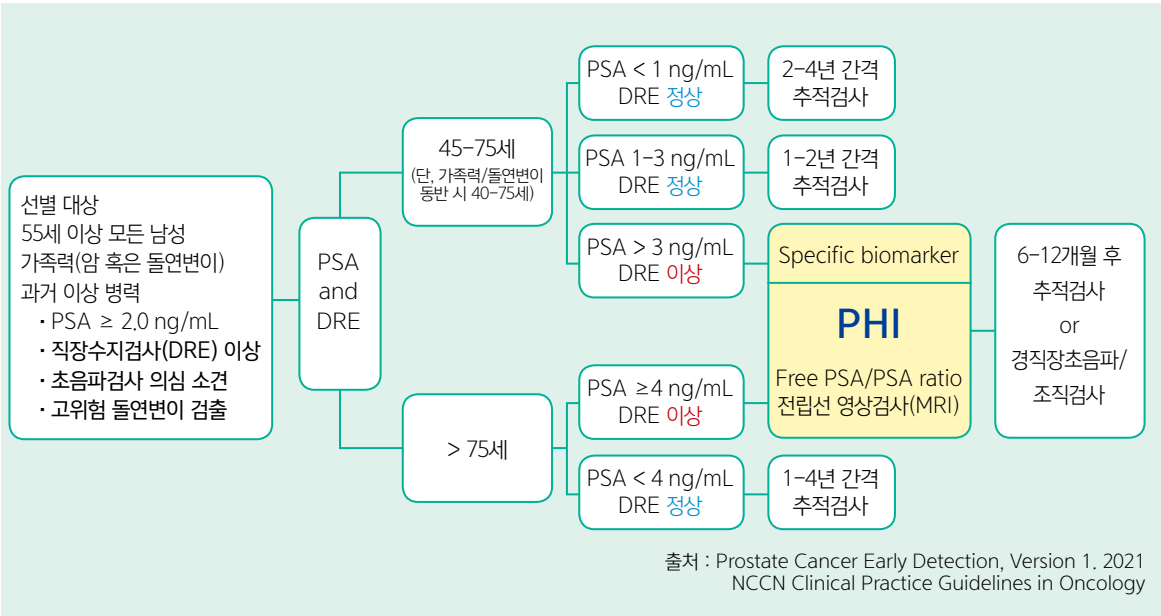 선별 대상
55세 이상 모든 남성
가족력(암 혹은 돌연변이)
과거 이상 병력
· PSA ≥ 2.0 ng/mL
· 직장수지검사(DRE) 이상
· 초음파검사 의심 소견
· 고위험 돌연변이 검출
PSA
and
DRE
45-75세
(단, 가족력/돌연변이
동반 시 40-75세)
PSA < 1 ng/mL
DRE 정상
2-4년 간격
추적검사
PSA 1-3 ng/mL
DRE 정상
1-2년 간격
추적검사
PSA > 3 ng/mL
DRE 이상
> 75세
PSA ≥4 ng/mL
DRE 이상
Specific biomarker
PHI
Free PSA/PSA ratio
전립선 영상검사(MRI)
6-12개월 후
추적검사
or
경직장초음파/
조직검사
PSA < 4 ng/mL
DRE 정상
1-4년 간격
추적검사
출처 : Prostate Cancer Early Detection, Version 1. 2021
NCCN Clinical Practice Guidelines in Oncology